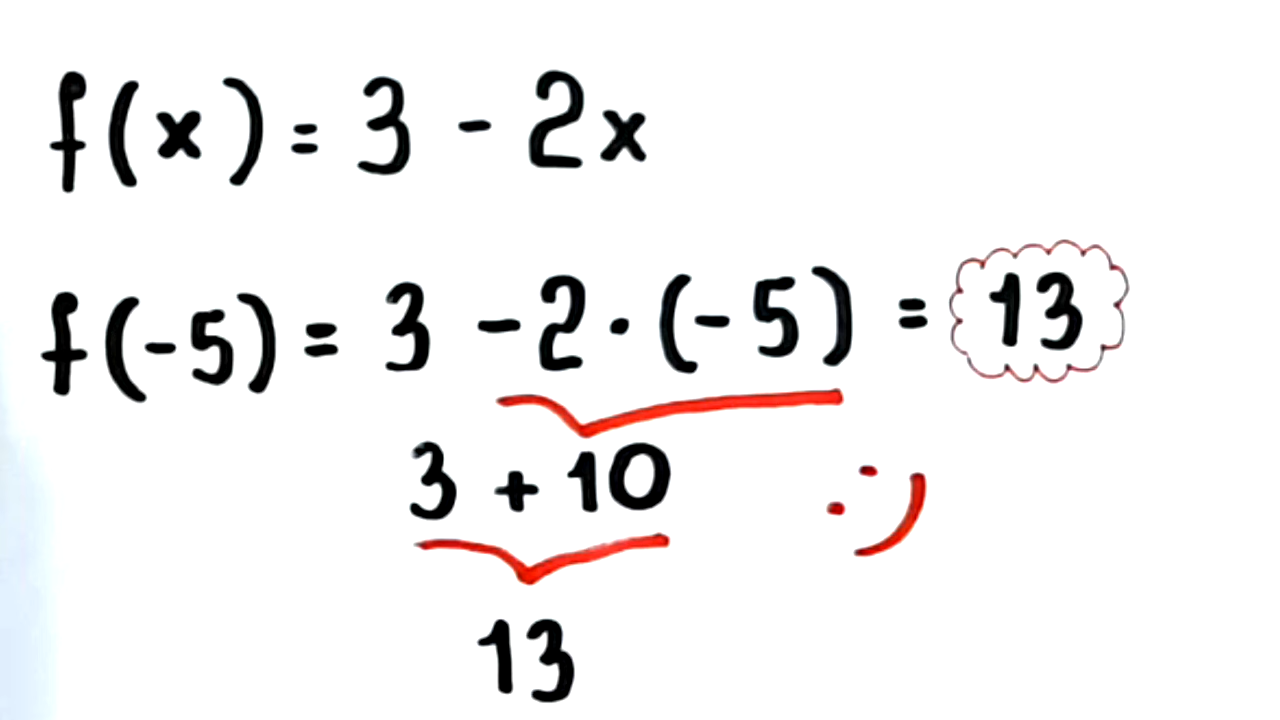 f(x) = 3 - 2x
f(-5) = 3 - 2 · (-5) = 13
3 + 10
:)
13